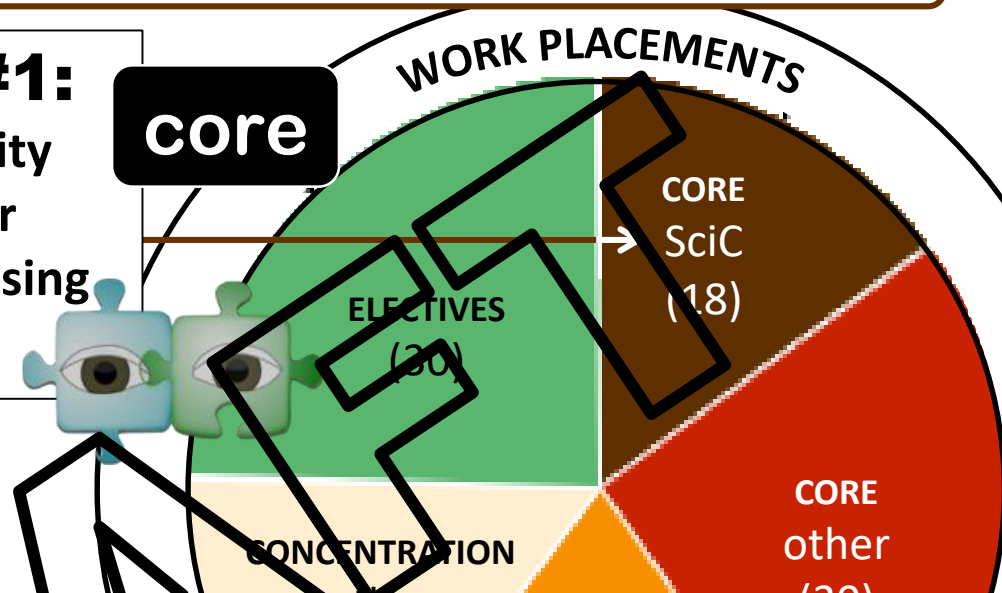 #1:
ity
r
sing
core
WORK PLACEMENTS
CORE
SciC
(18)
ELECTIVES
(30)
CORE
other
CONCENTRATION